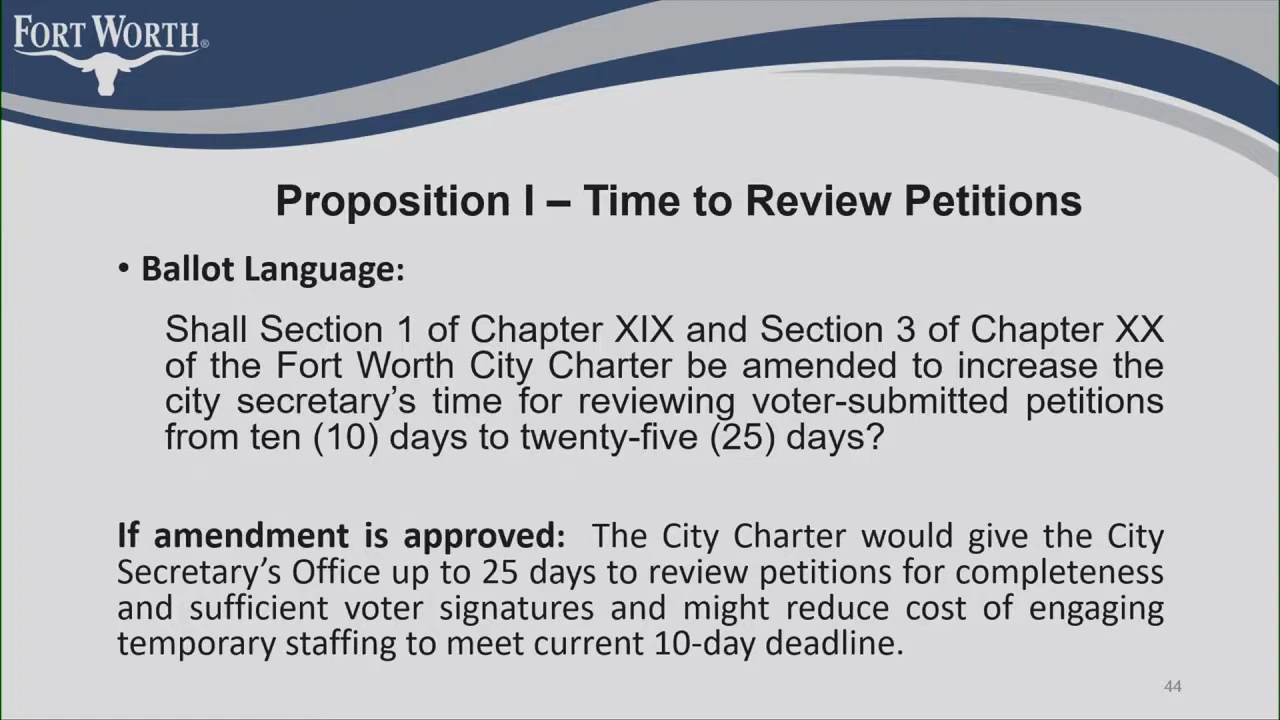 FORT WORTH®
Proposition I – Time to Review Petitions
• Ballot Language:
Shall Section 1 of Chapter XIX and Section 3 of Chapter XX
of the Fort Worth City Charter be amended to increase the
city secretary’s time for reviewing voter-submitted petitions
from ten (10) days to twenty-five (25) days?
If amendment is approved: The City Charter would give the City
Secretary’s Office up to 25 days to review petitions for completeness
and sufficient voter signatures and might reduce cost of engaging
temporary staffing to meet current 10-day deadline.
44